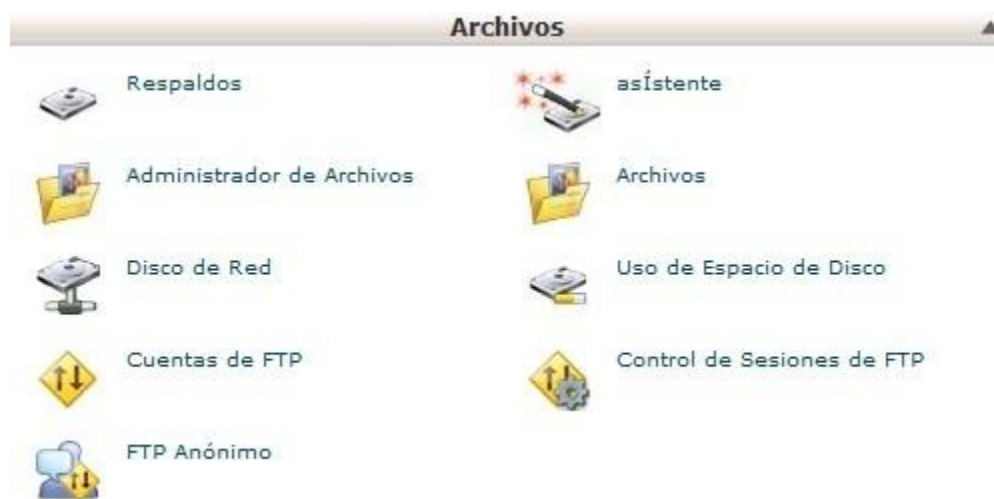 Archivos
Respaldos
asÍstente
Administrador de Archivos
Archivos
Disco de Red
Uso de Espacio de Disco
Cuentas de FTP
Control de Sesiones de FTP
FTP Anónimo